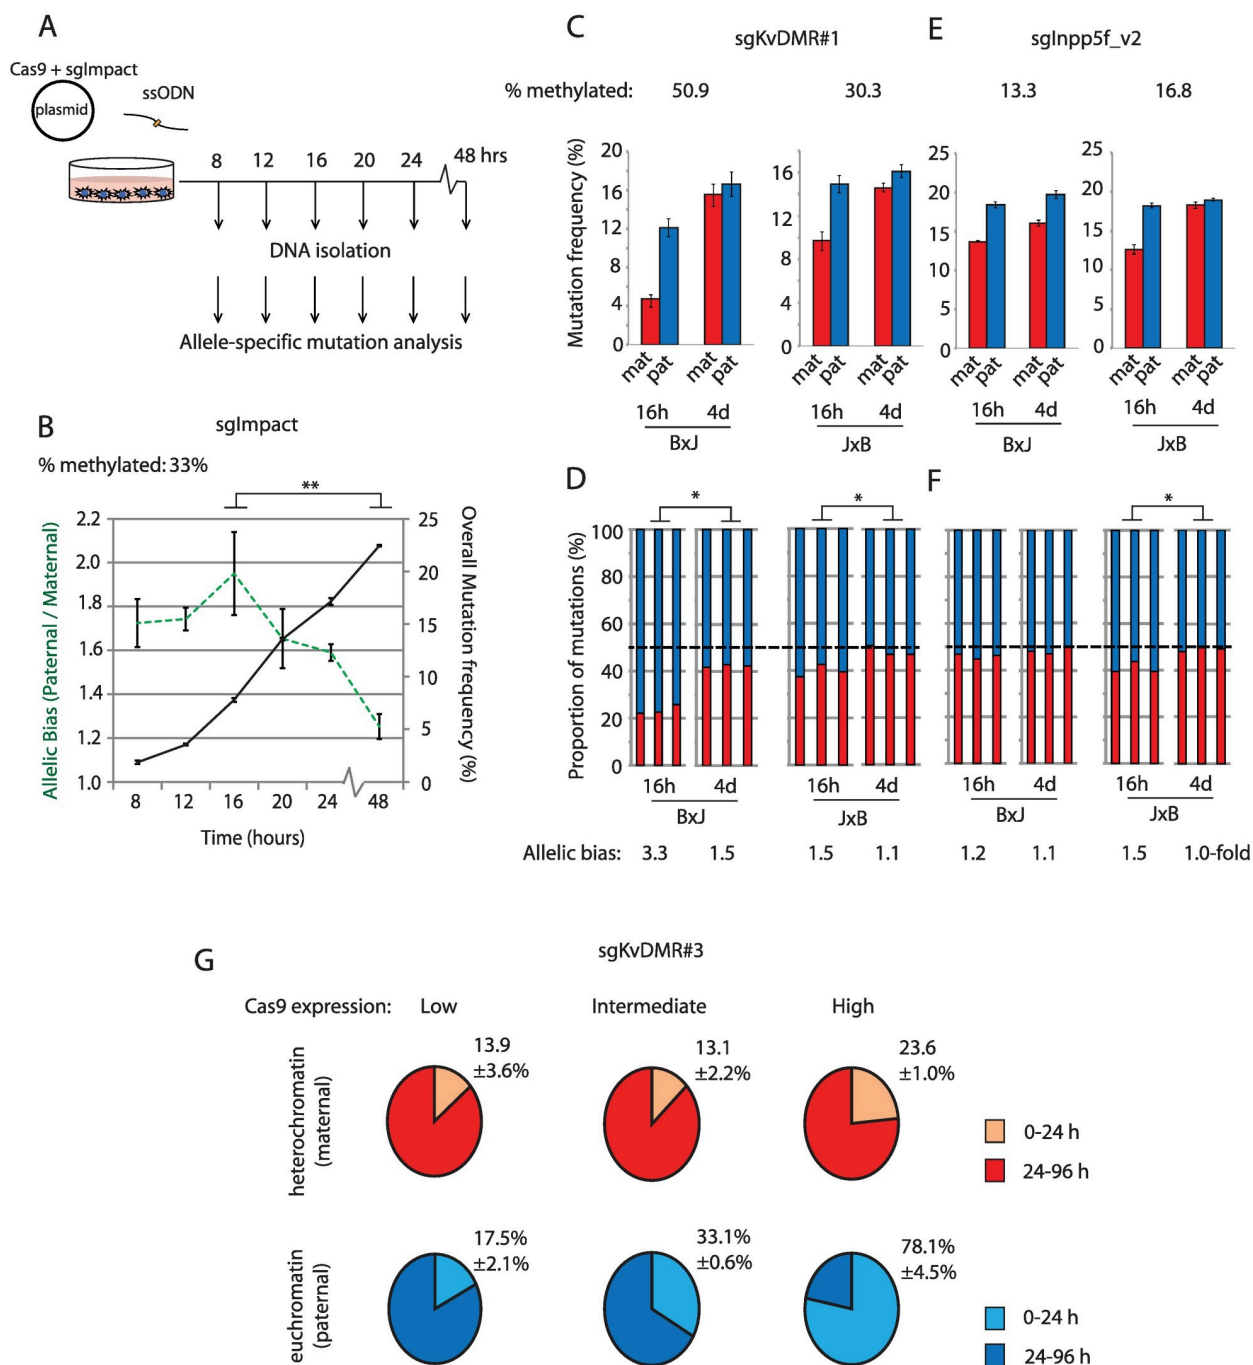 A
Cas9 + sgImpact
plasmid
ssODN
8 12 16 20 24 48 hrs
DNA isolation
Allele-specific mutation analysis
B
sgImpact
% methylated: 33%
**
Allelic Bias (Paternal / Maternal)
2.2
2.0
1.8
1.6
1.4
1.2
1.0
Overall Mutation frequency (%)
25
20
15
10
5
0
8 12 16 20 24 48
Time (hours)
C
sgKvDMR#1
% methylated: 50.9 30.3
Mutation frequency (%)
20
16
12
8
4
0
mat pat mat pat
16h 4d
BxJ
16
12
8
4
0
mat pat mat pat
16h 4d
JxB
E
sgInpp5f_v2
13.3 16.8
25
20
15
10
5
0
mat pat mat pat
16h 4d
BxJ
25
20
15
10
5
0
mat pat mat pat
16h 4d
JxB
D
* *
Proportion of mutations (%)
100
80
60
40
20
0
16h 4d 16h 4d
BxJ JxB
Allelic bias: 3.3 1.5 1.5 1.1
F
*
16h 4d 16h 4d
BxJ JxB
1.2 1.1 1.5 1.0-fold
G
sgKvDMR#3
Cas9 expression: Low Intermediate High
heterochromatin
(maternal)
13.9
±3.6%
13.1
±2.2%
23.6
±1.0%
0-24 h
24-96 h
euchromatin
(paternal)
17.5%
±2.1%
33.1%
±0.6%
78.1%
±4.5%
0-24 h
24-96 h